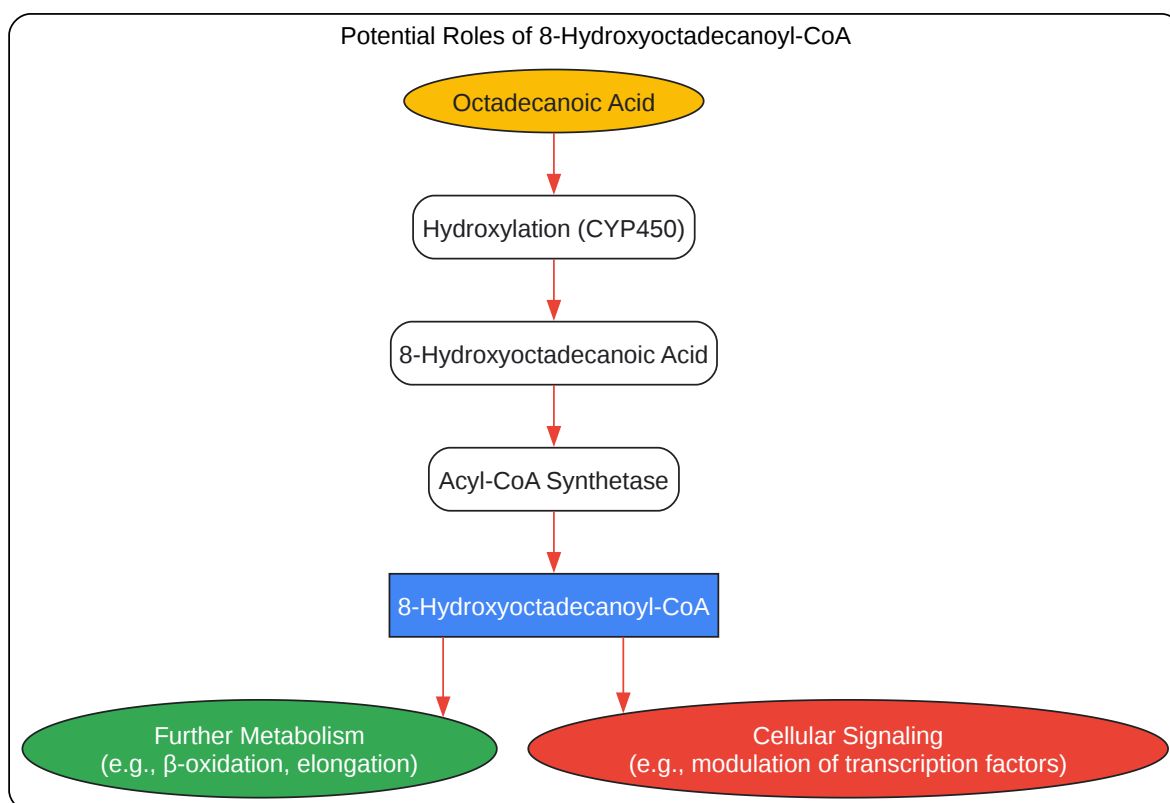 Potential Roles of 8-Hydroxyoctadecanoyl-CoA
Octadecanoic Acid
Hydroxylation (CYP450)
8-Hydroxyoctadecanoic Acid
Acyl-CoA Synthetase
8-Hydroxyoctadecanoyl-CoA
Further Metabolism
(e.g., β-oxidation, elongation)
Cellular Signaling
(e.g., modulation of transcription factors)